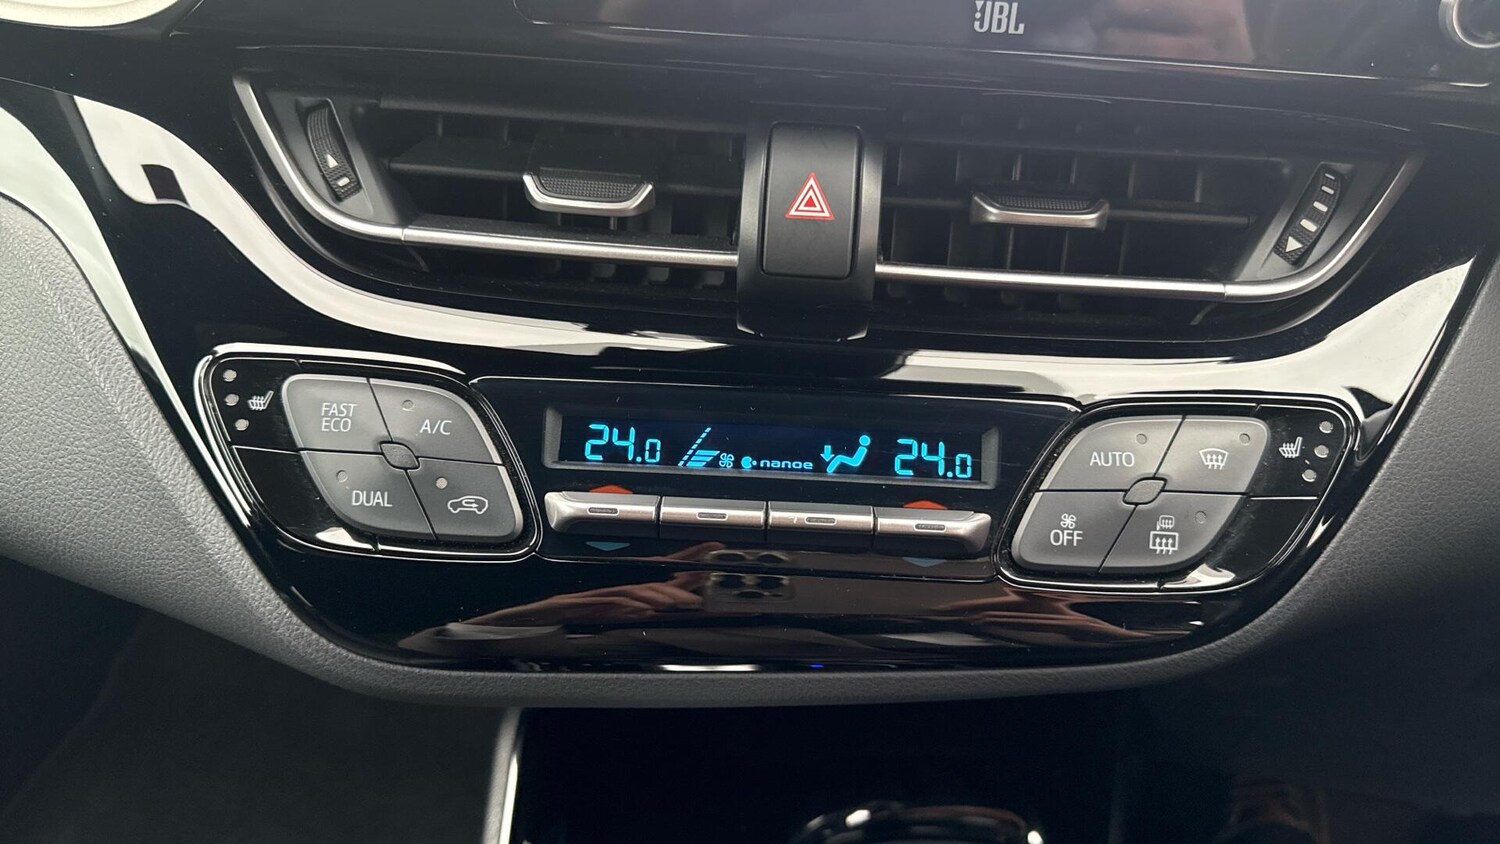 JBL
FAST
ECO
A/C
DUAL
24.0
nanoe
24.0
AUTO
OFF